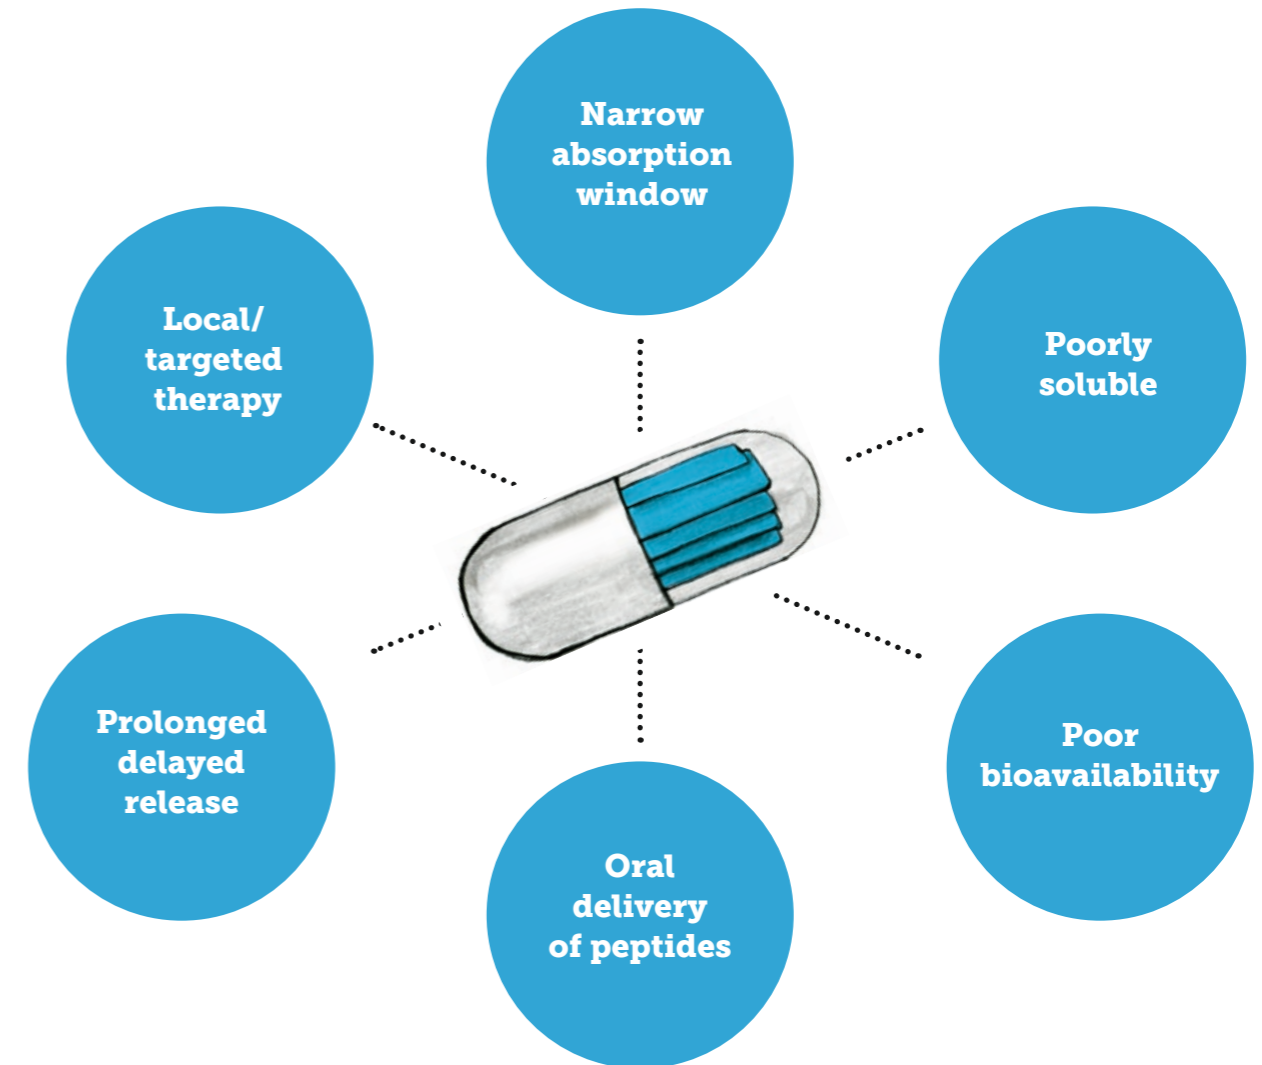 Narrow
absorption
window
Local/
targeted
therapy
Poorly
soluble
Prolonged
delayed
release
Poor
bioavailability
Oral
delivery
of peptides